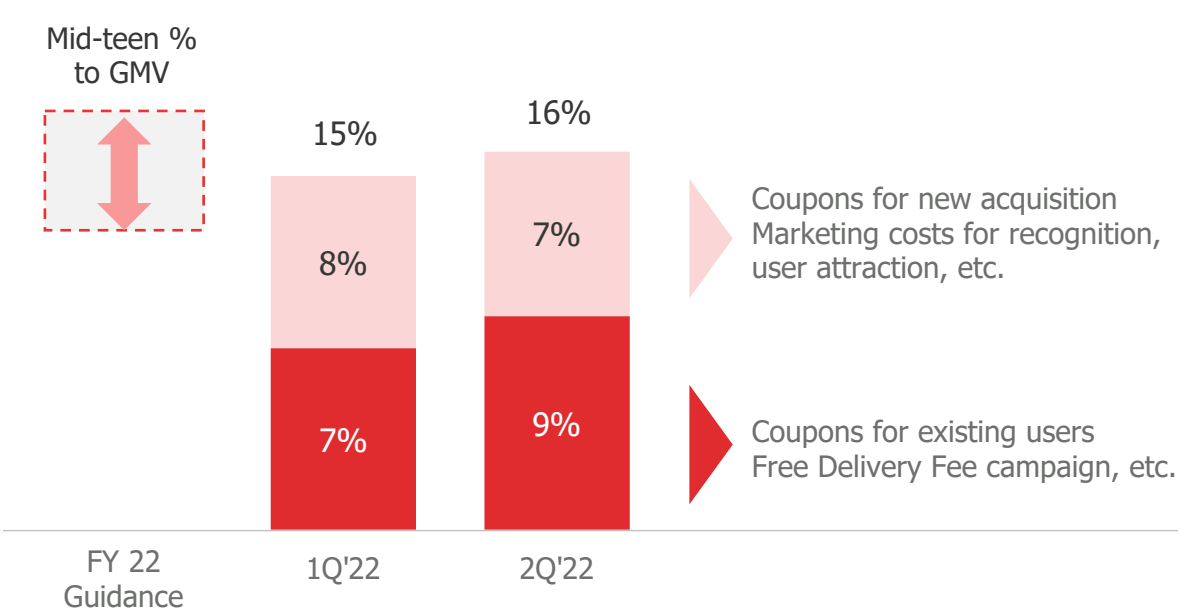 Mid-teen %
to GMV
15%
16%
8%
7%
7%
9%
Coupons for new acquisition
Marketing costs for recognition,
user attraction, etc.
Coupons for existing users
Free Delivery Fee campaign, etc.
FY 22
Guidance
1Q'22
2Q'22